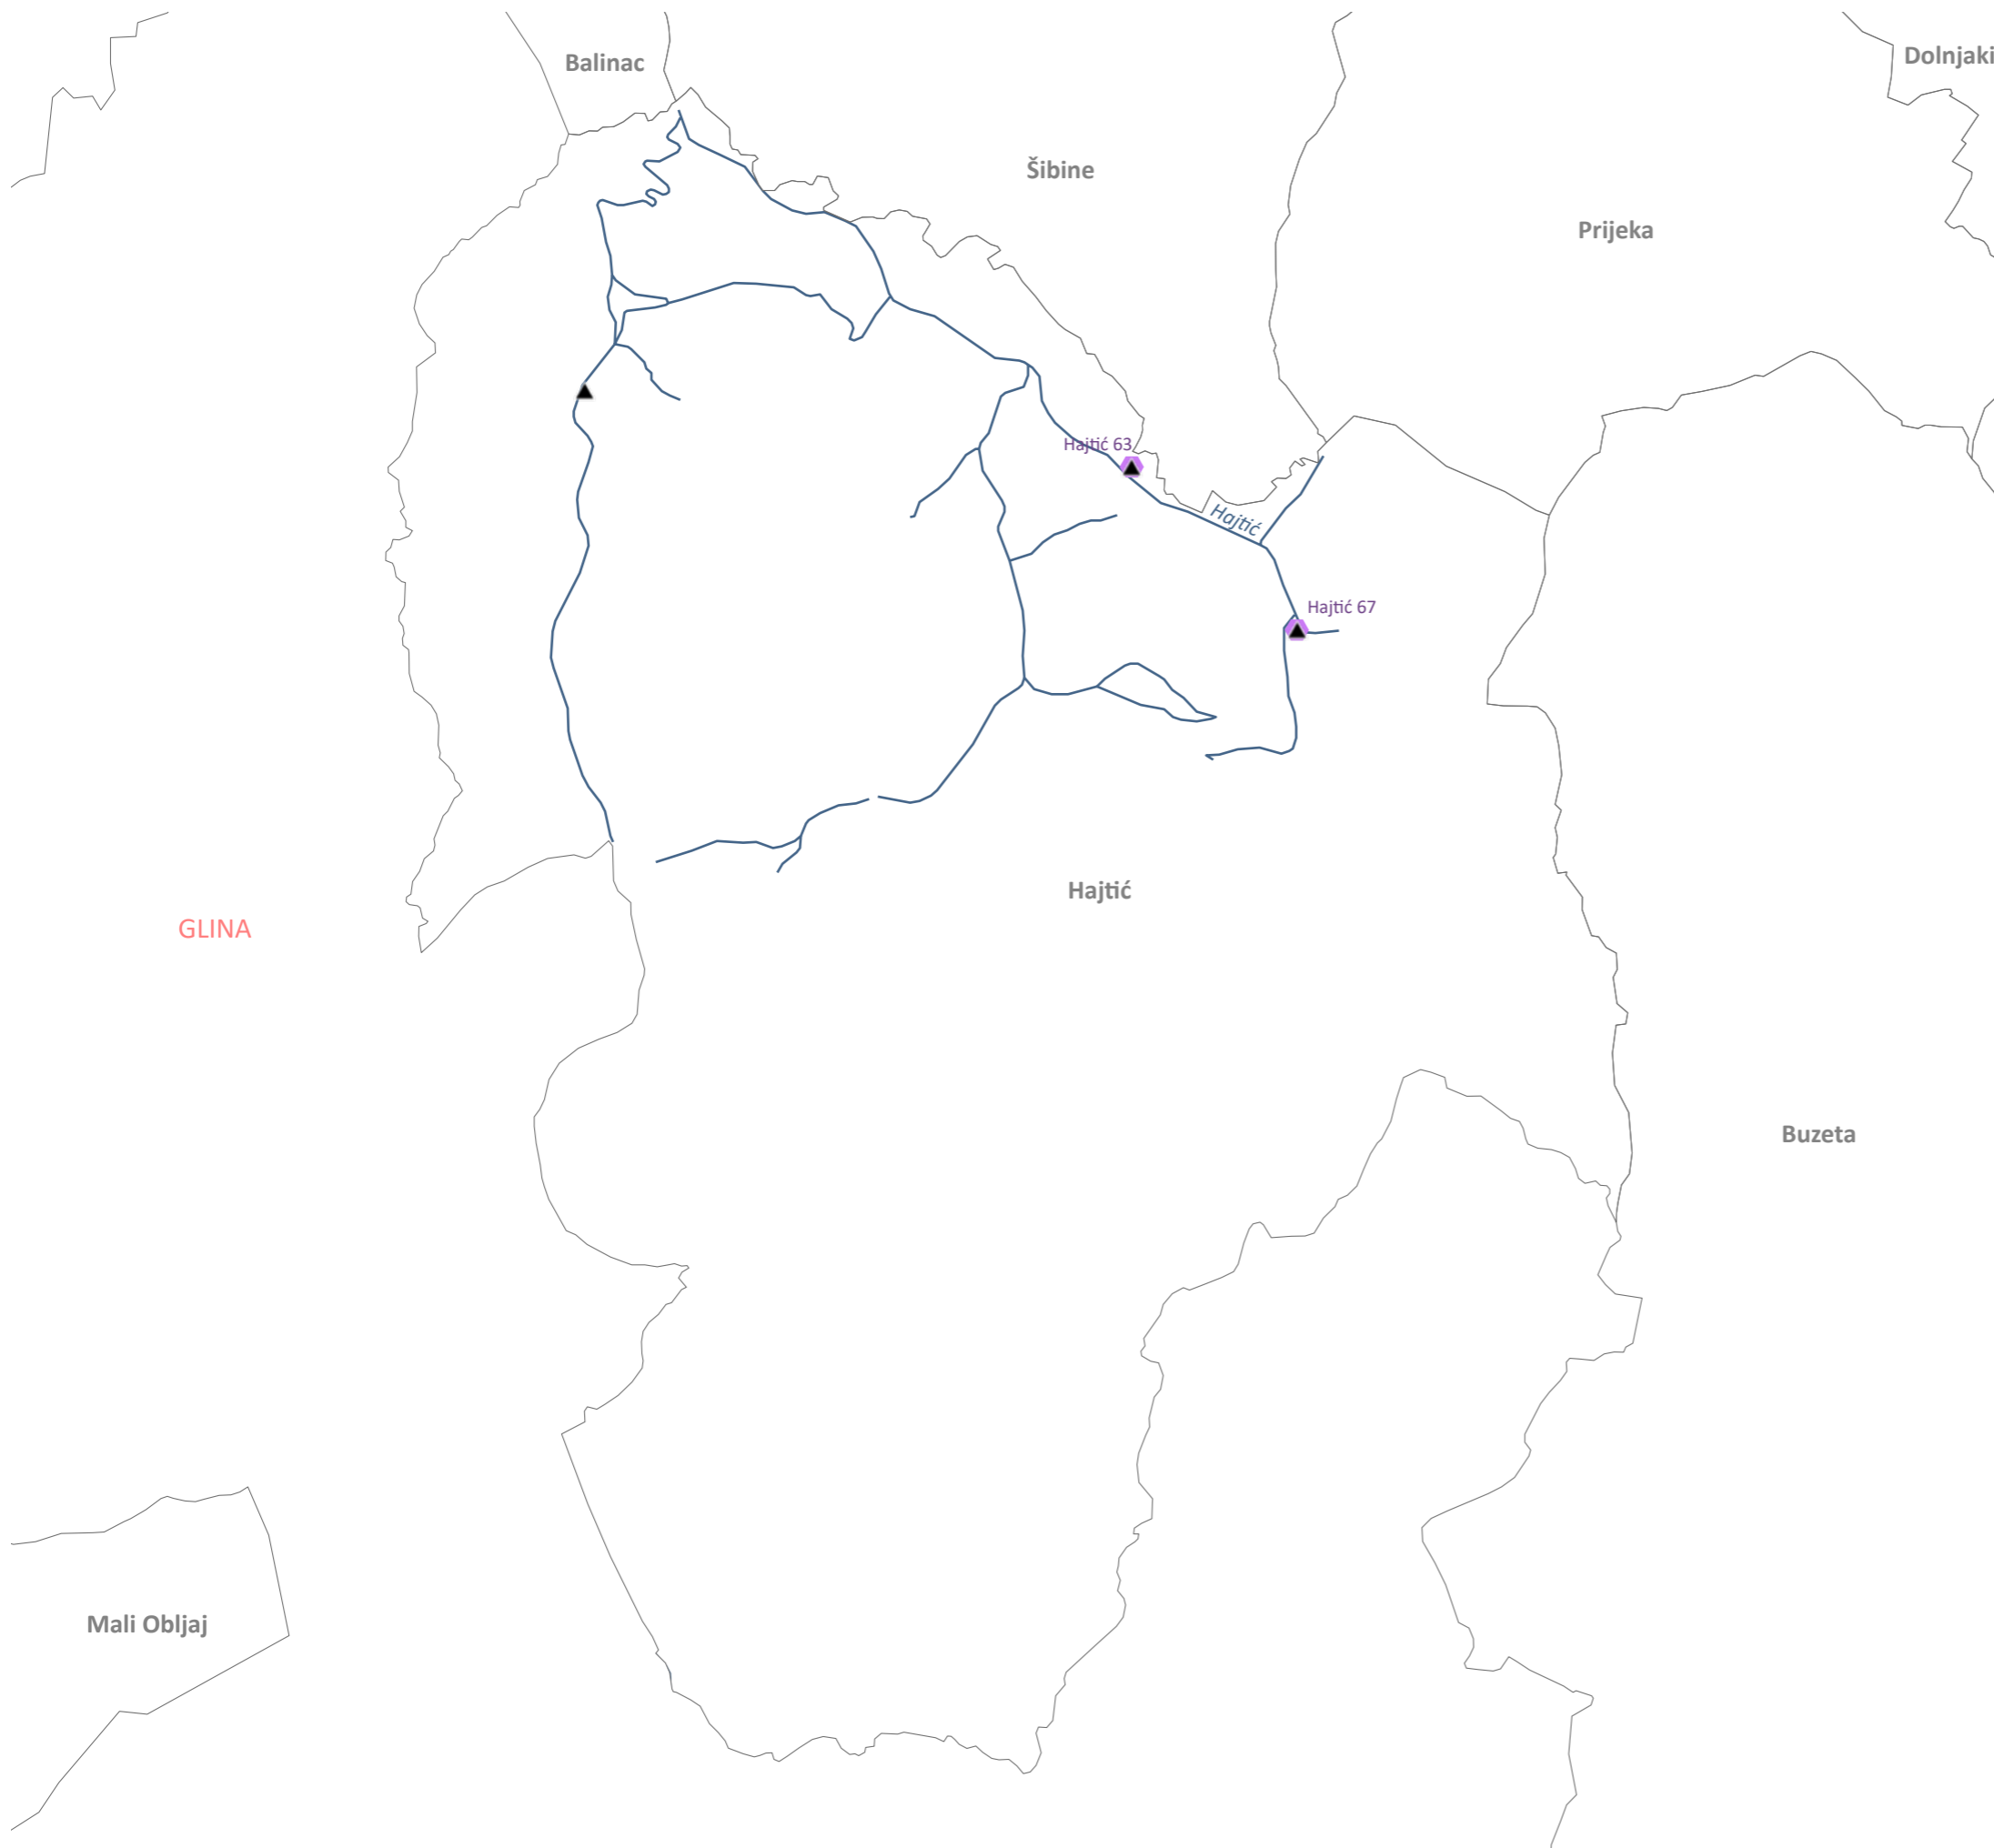 Dolnjaki
Balinac
Šibine
Prijeka
Hajtić 63
Hajtić
Hajtić 67
Hajtić
GLINA
Buzeta
Mali Obljaj